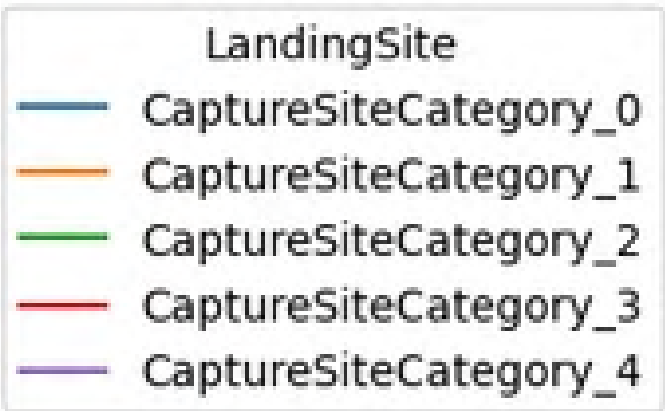 LandingSite
CaptureSiteCategory_0
CaptureSiteCategory_1
CaptureSiteCategory_2
CaptureSiteCategory_3
CaptureSiteCategory_4